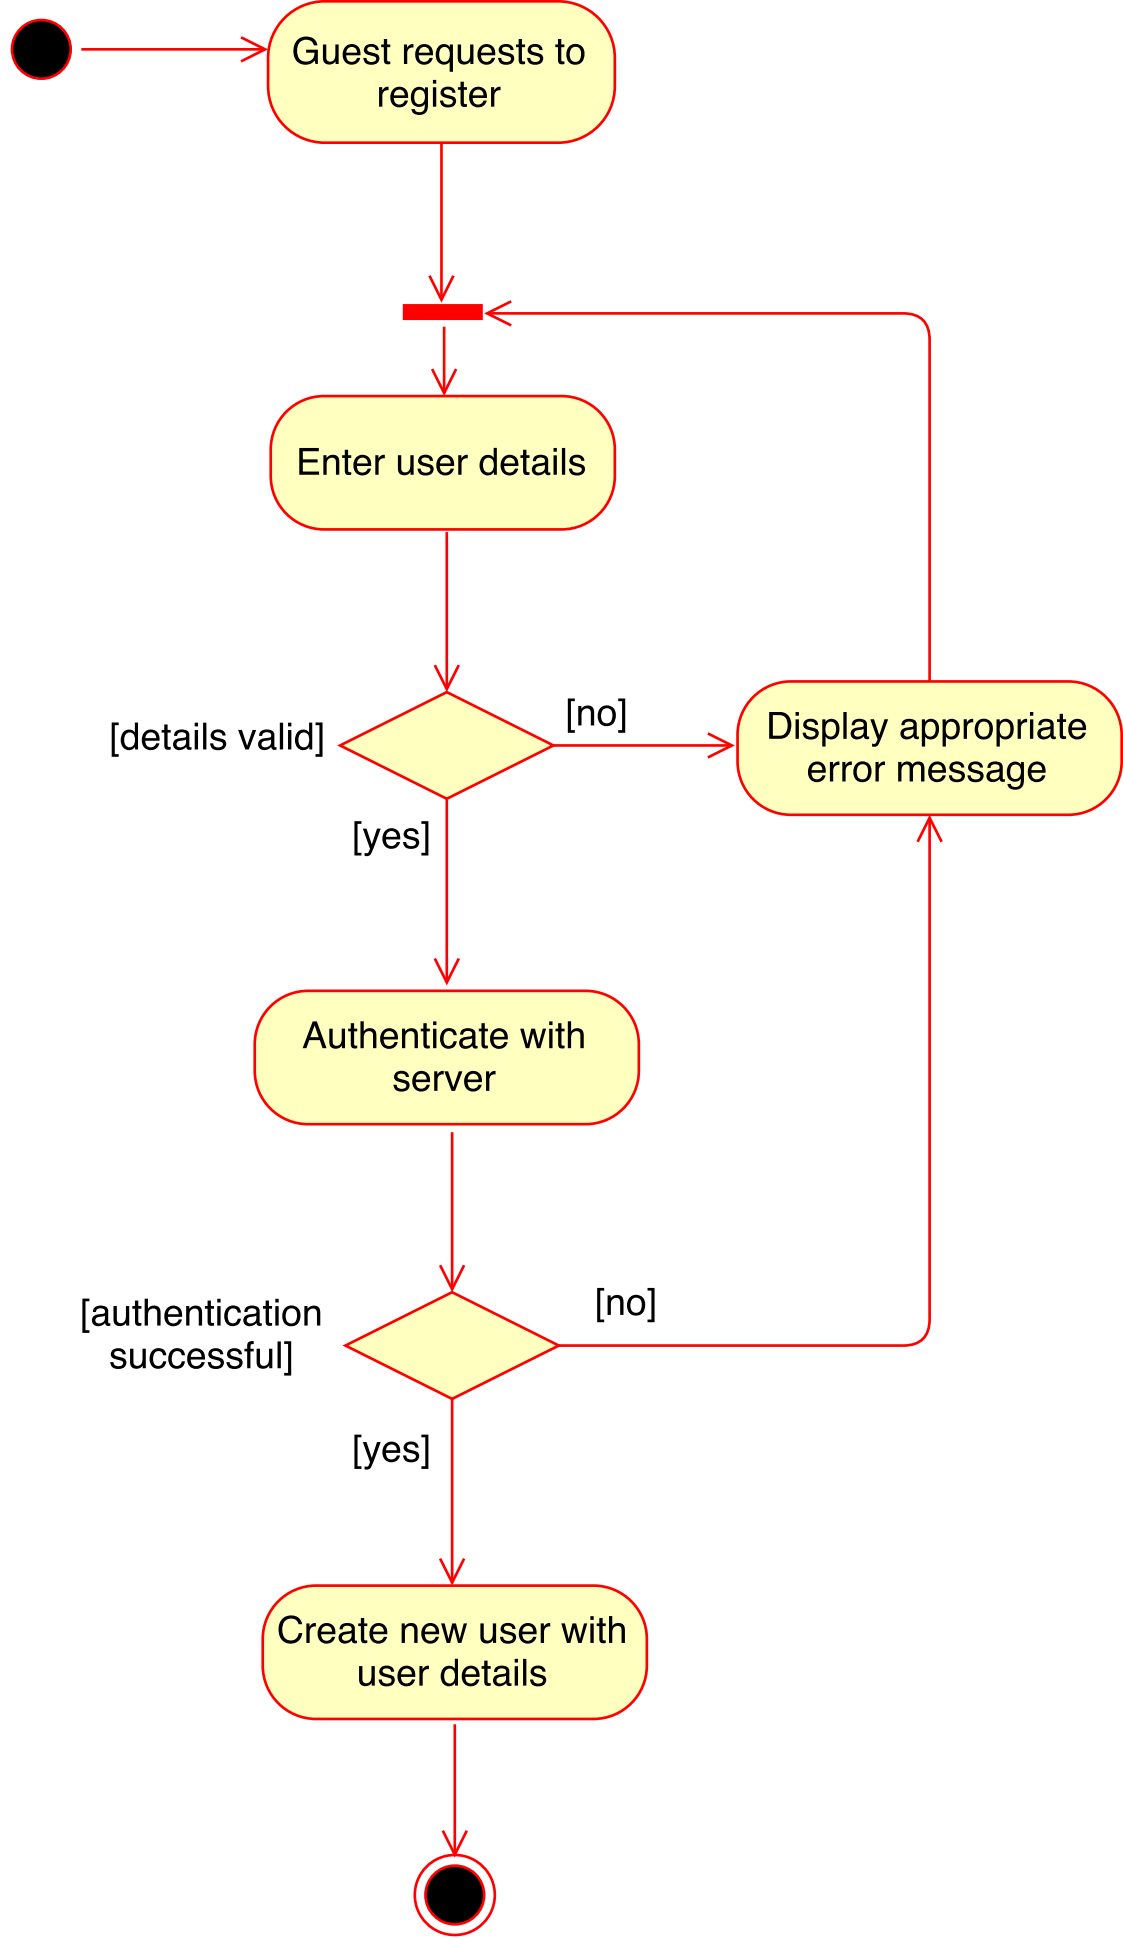 Guest requests to
register
Enter user details
[details valid]
[no]
Display appropriate
error message
[yes]
Authenticate with
server
[authentication
successful]
[no]
[yes]
Create new user with
user details